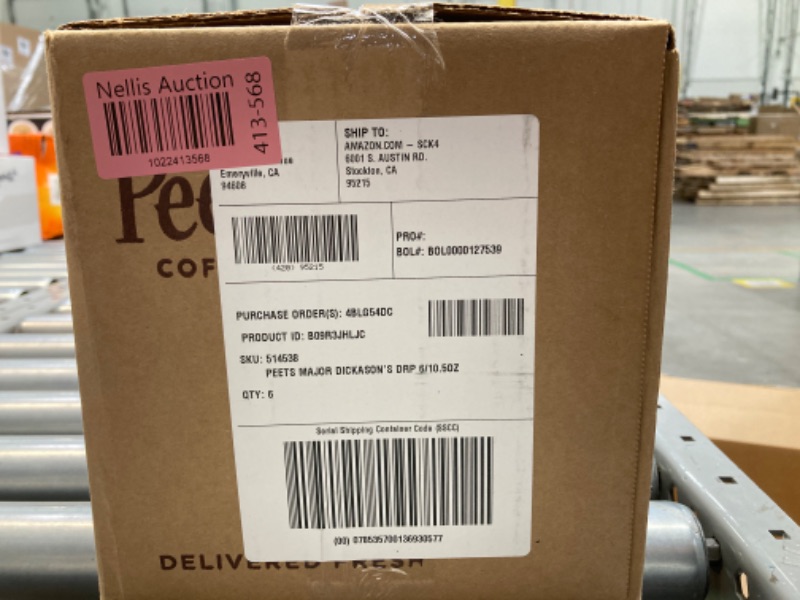 Nellis Auction
1022413568
413-568
Emeryville, CA
94608
SHIP TO:
AMAZON.COM – SCK4
6001 S. AUSTIN RD.
Stockton, CA
95215
Pee
COF
(420) 95215
PRO#:
BOL#: BOL0000127539
PURCHASE ORDER(S): 4BLG54DC
PRODUCT ID: B09R3JHLJC
SKU: 514538
PEETS MAJOR DICKASON'S DRP 6/10.5OZ
QTY: 6
Serial Shipping Container Code (SSCC)
(00) 076535700136930577
DELIVERED FRESH